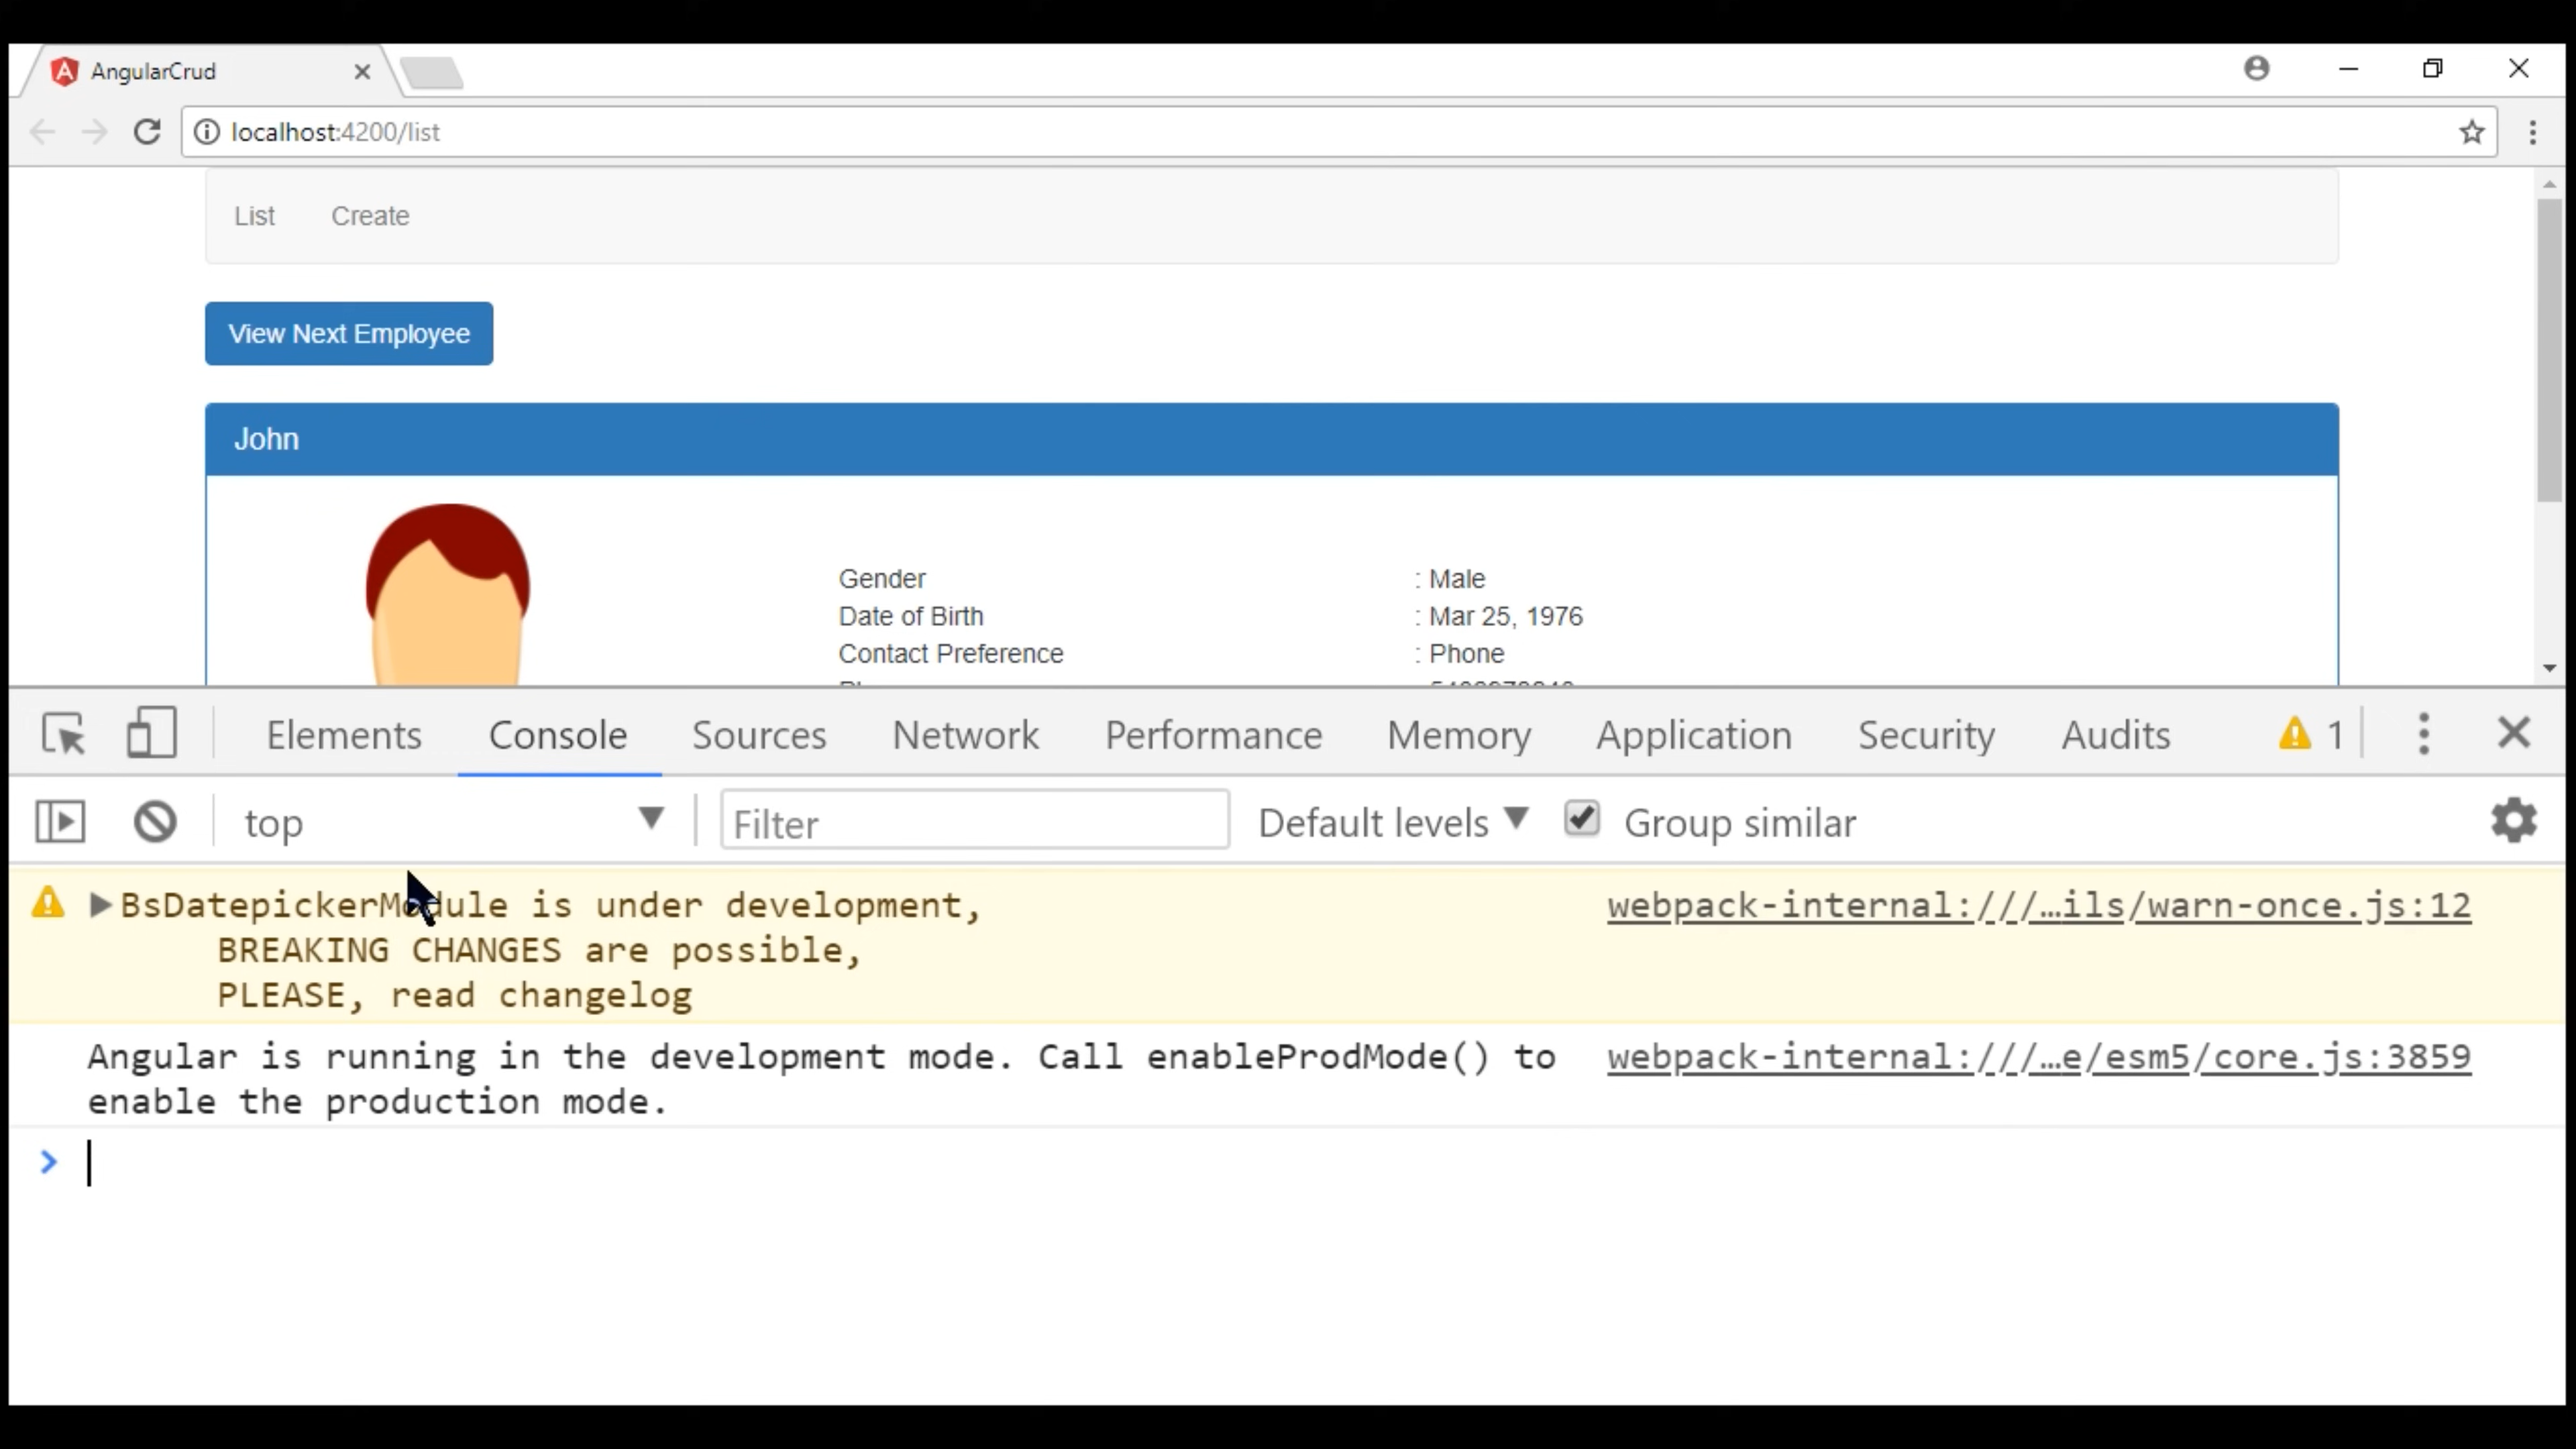 AngularCrud
localhost:4200/list
List Create
View Next Employee
John
Gender : Male
Date of Birth : Mar 25, 1976
Contact Preference : Phone
Elements Console Sources Network Performance Memory Application Security Audits 1
top Filter Default levels Group similar
BsDatepickerModule is under development, webpack-internal:///…ils/warn-once.js:12
BREAKING CHANGES are possible,
PLEASE, read changelog
Angular is running in the development mode. Call enableProdMode() to webpack-internal:///…e/esm5/core.js:3859
enable the production mode.